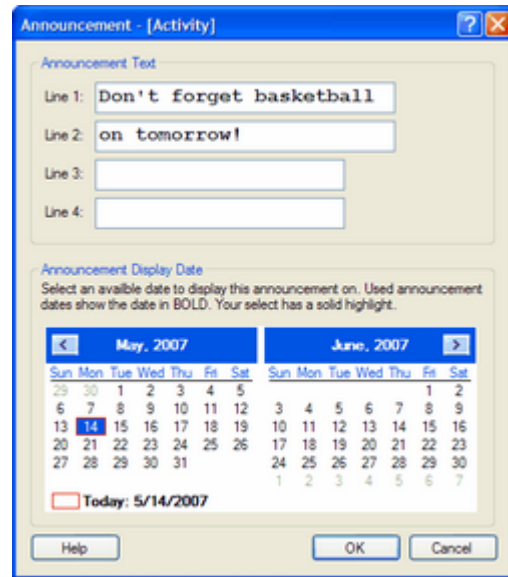 Announcement - [Activity]
Announcement Text
Line 1: Don't forget basketball
Line 2: on tomorrow!
Line 3:
Line 4:
Announcement Display Date
Select an availble date to display this announcement on. Used announcement
dates show the date in BOLD. Your select has a solid highlight.
< May, 2007 June, 2007 >
Sun Mon Tue Wed Thu Fri Sat Sun Mon Tue Wed Thu Fri Sat
29 30 1 2 3 4 5 1 2
6 7 8 9 10 11 12 3 4 5 6 7 8 9
13 14 15 16 17 18 19 10 11 12 13 14 15 16
20 21 22 23 24 25 26 17 18 19 20 21 22 23
27 28 29 30 31 24 25 26 27 28 29 30
1 2 3 4 5 6 7
Today: 5/14/2007
Help OK Cancel